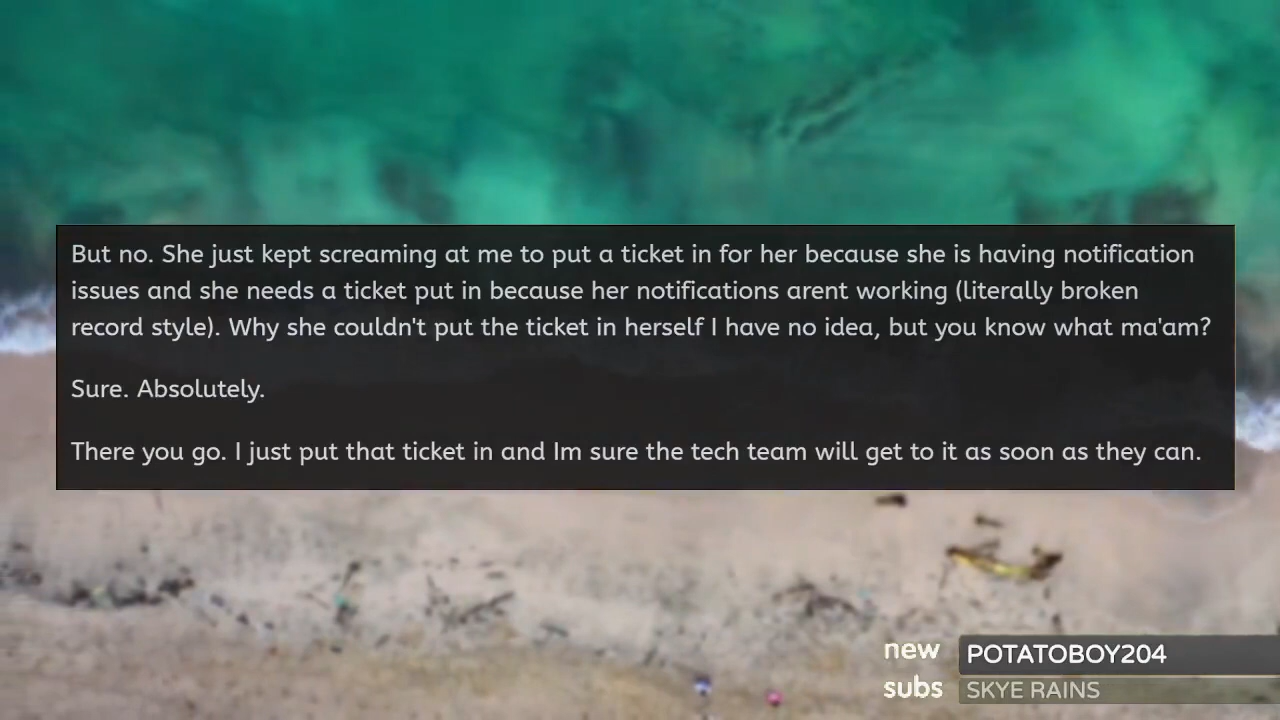 But no. She just kept screaming at me to put a ticket in for her because she is having notification
issues and she needs a ticket put in because her notifications arent working (literally broken
record style). Why she couldn't put the ticket in herself I have no idea, but you know what ma'am?
Sure. Absolutely.
There you go. I just put that ticket in and Im sure the tech team will get to it as soon as they can.
new POTATOBOY204
subs SKYE RAINS